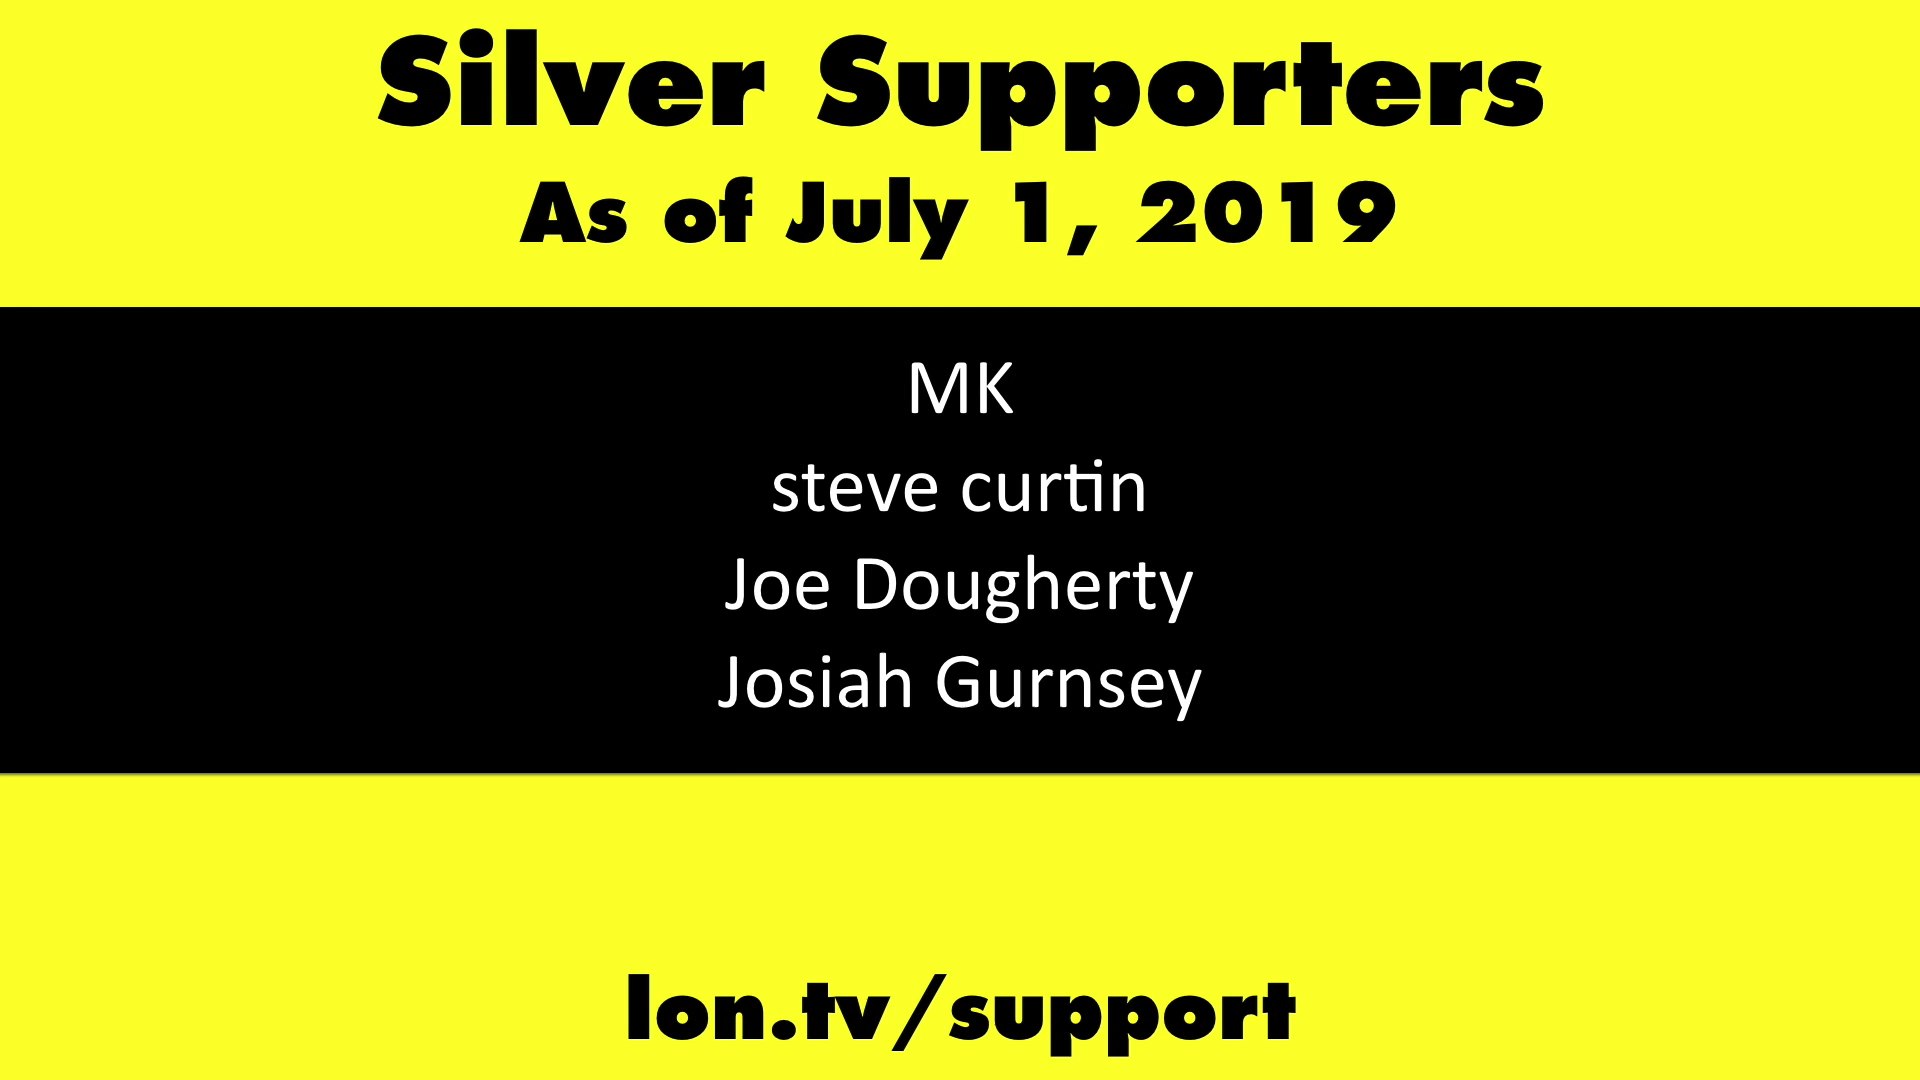 Silver Supporters
As of July 1, 2019
MK
steve curtin
Joe Dougherty
Josiah Gurnsey
lon.tv/support